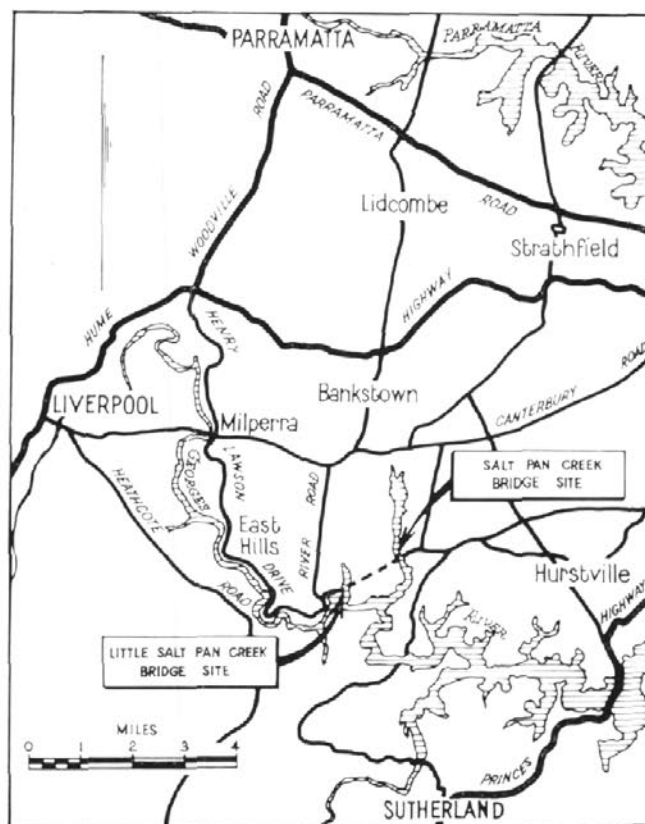 PARRAMATTA
PARRAMATTA
RIVER
ROAD
PARRAMATTA
WOODVILLE
Lidcombe
ROAD
Strathfield
HUME
HENRY
HIGHWAY
ROAD
Bankstown
LIVERPOOL
CANTERBURY
Milperra
SALT PAN CREEK
BRIDGE SITE
HEATHCOTE
GEORGES
LAWSON
ROAD
East
Hills
RIVER
DRIVE
Hurstville
ROAD
RIVER
HIGHWAY
LITTLE SALT PAN CREEK
BRIDGE SITE
MILES
0 1 2 3 4
PRINCES
SUTHERLAND